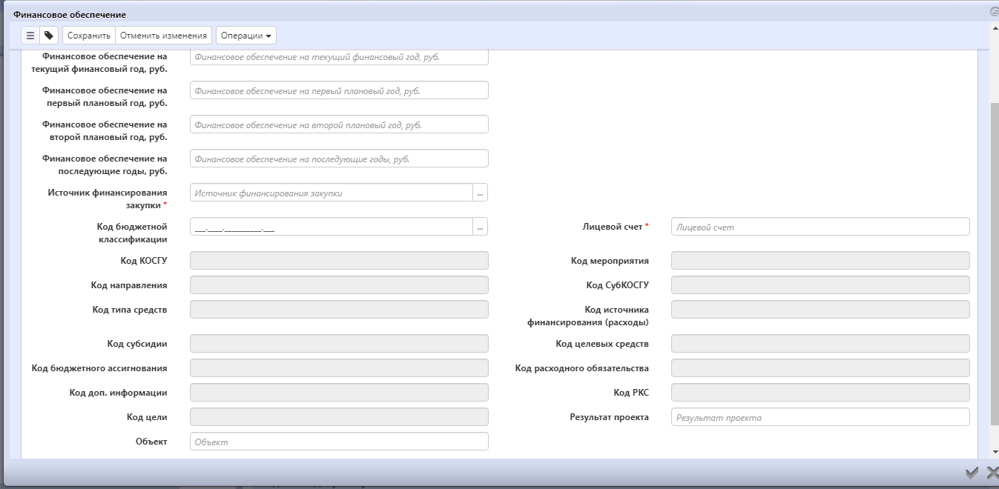 Финансовое обеспечение
Сохранить Отменить изменения Операции
Финансовое обеспечение на
текущий финансовый год, руб.
Финансовое обеспечение на текущий финансовый год, руб.
Финансовое обеспечение на
первый плановый год, руб.
Финансовое обеспечение на первый плановый год, руб.
Финансовое обеспечение на
второй плановый год, руб.
Финансовое обеспечение на второй плановый год, руб.
Финансовое обеспечение на
последующие годы, руб.
Финансовое обеспечение на последующие годы, руб.
Источник финансирования
закупки *
Источник финансирования закупки ...
Код бюджетной
классификации
___.____.__________.___ ...
Лицевой счет * Лицевой счет
Код КОСГУ Код мероприятия
Код направления Код СубКОСГУ
Код типа средств Код источника
финансирования (расходы)
Код субсидии Код целевых средств
Код бюджетного ассигнования Код расходного обязательства
Код доп. информации Код РКС
Код цели Результат проекта Результат проекта
Объект Объект